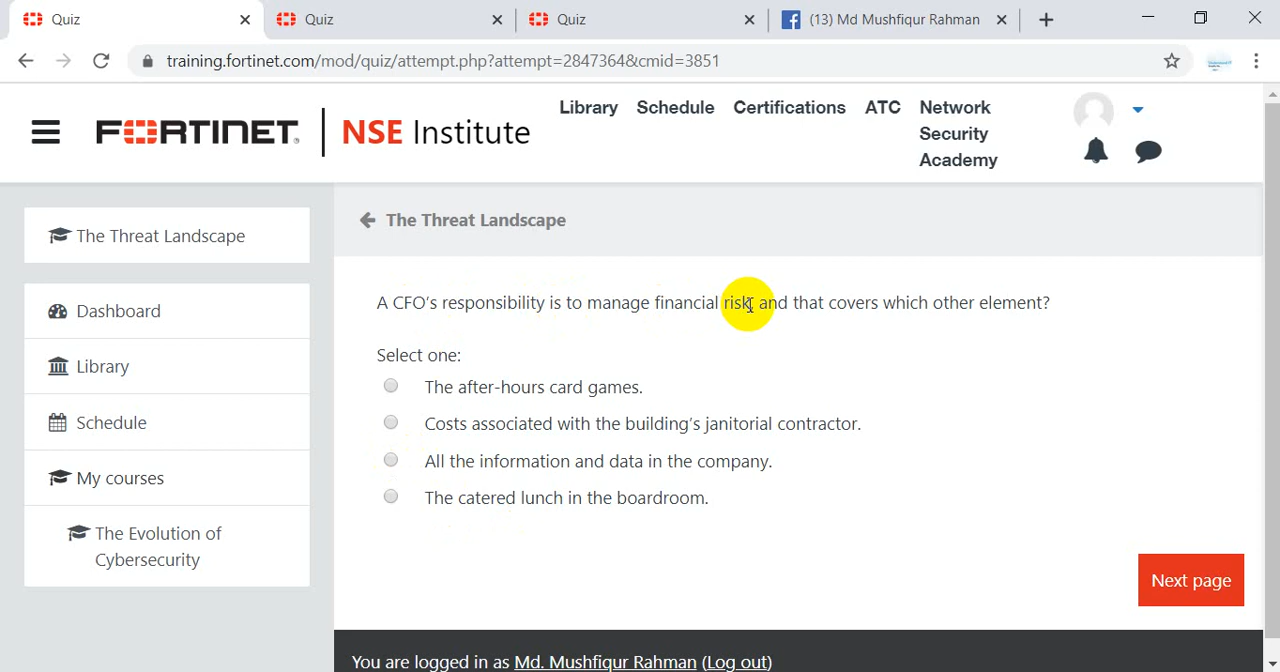 Quiz
Quiz
Quiz
(13) Md Mushfiqur Rahman
training.fortinet.com/mod/quiz/attempt.php?attempt=2847364&cmid=3851
FORTINET NSE Institute
Library Schedule Certifications ATC Network
Security
Academy
The Threat Landscape
Dashboard
Library
Schedule
My courses
The Evolution of
Cybersecurity
The Threat Landscape
A CFO's responsibility is to manage financial risk, and that covers which other element?
Select one:
The after-hours card games.
Costs associated with the building's janitorial contractor.
All the information and data in the company.
The catered lunch in the boardroom.
Next page
You are logged in as Md. Mushfiqur Rahman (Log out)